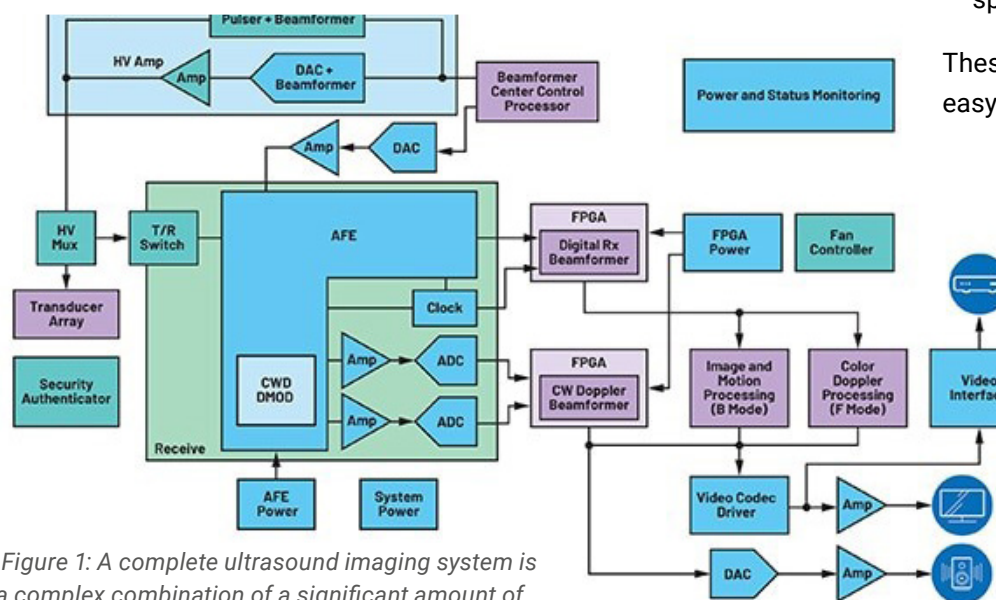 Pulser + Beamformer
HV Amp
Amp
DAC +
Beamformer
Beamformer
Center Control
Processor
Power and Status Monitoring
Thes
easy
Amp
DAC
HV
Mux
T/R
Switch
AFE
FPGA
Digital Rx
Beamformer
FPGA
Power
Fan
Controller
Transducer
Array
Clock
Security
Authenticator
CWD
DMOD
Amp
ADC
Amp
ADC
FPGA
CW Doppler
Beamformer
Image and
Motion
Processing
(B Mode)
Color
Doppler
Processing
(F Mode)
Video
Interfac
Receive
AFE
Power
System
Power
Video Codec
Driver
Amp
DAC
Amp
Figure 1: A complete ultrasound imaging system is
a complex combination of a significant amount of